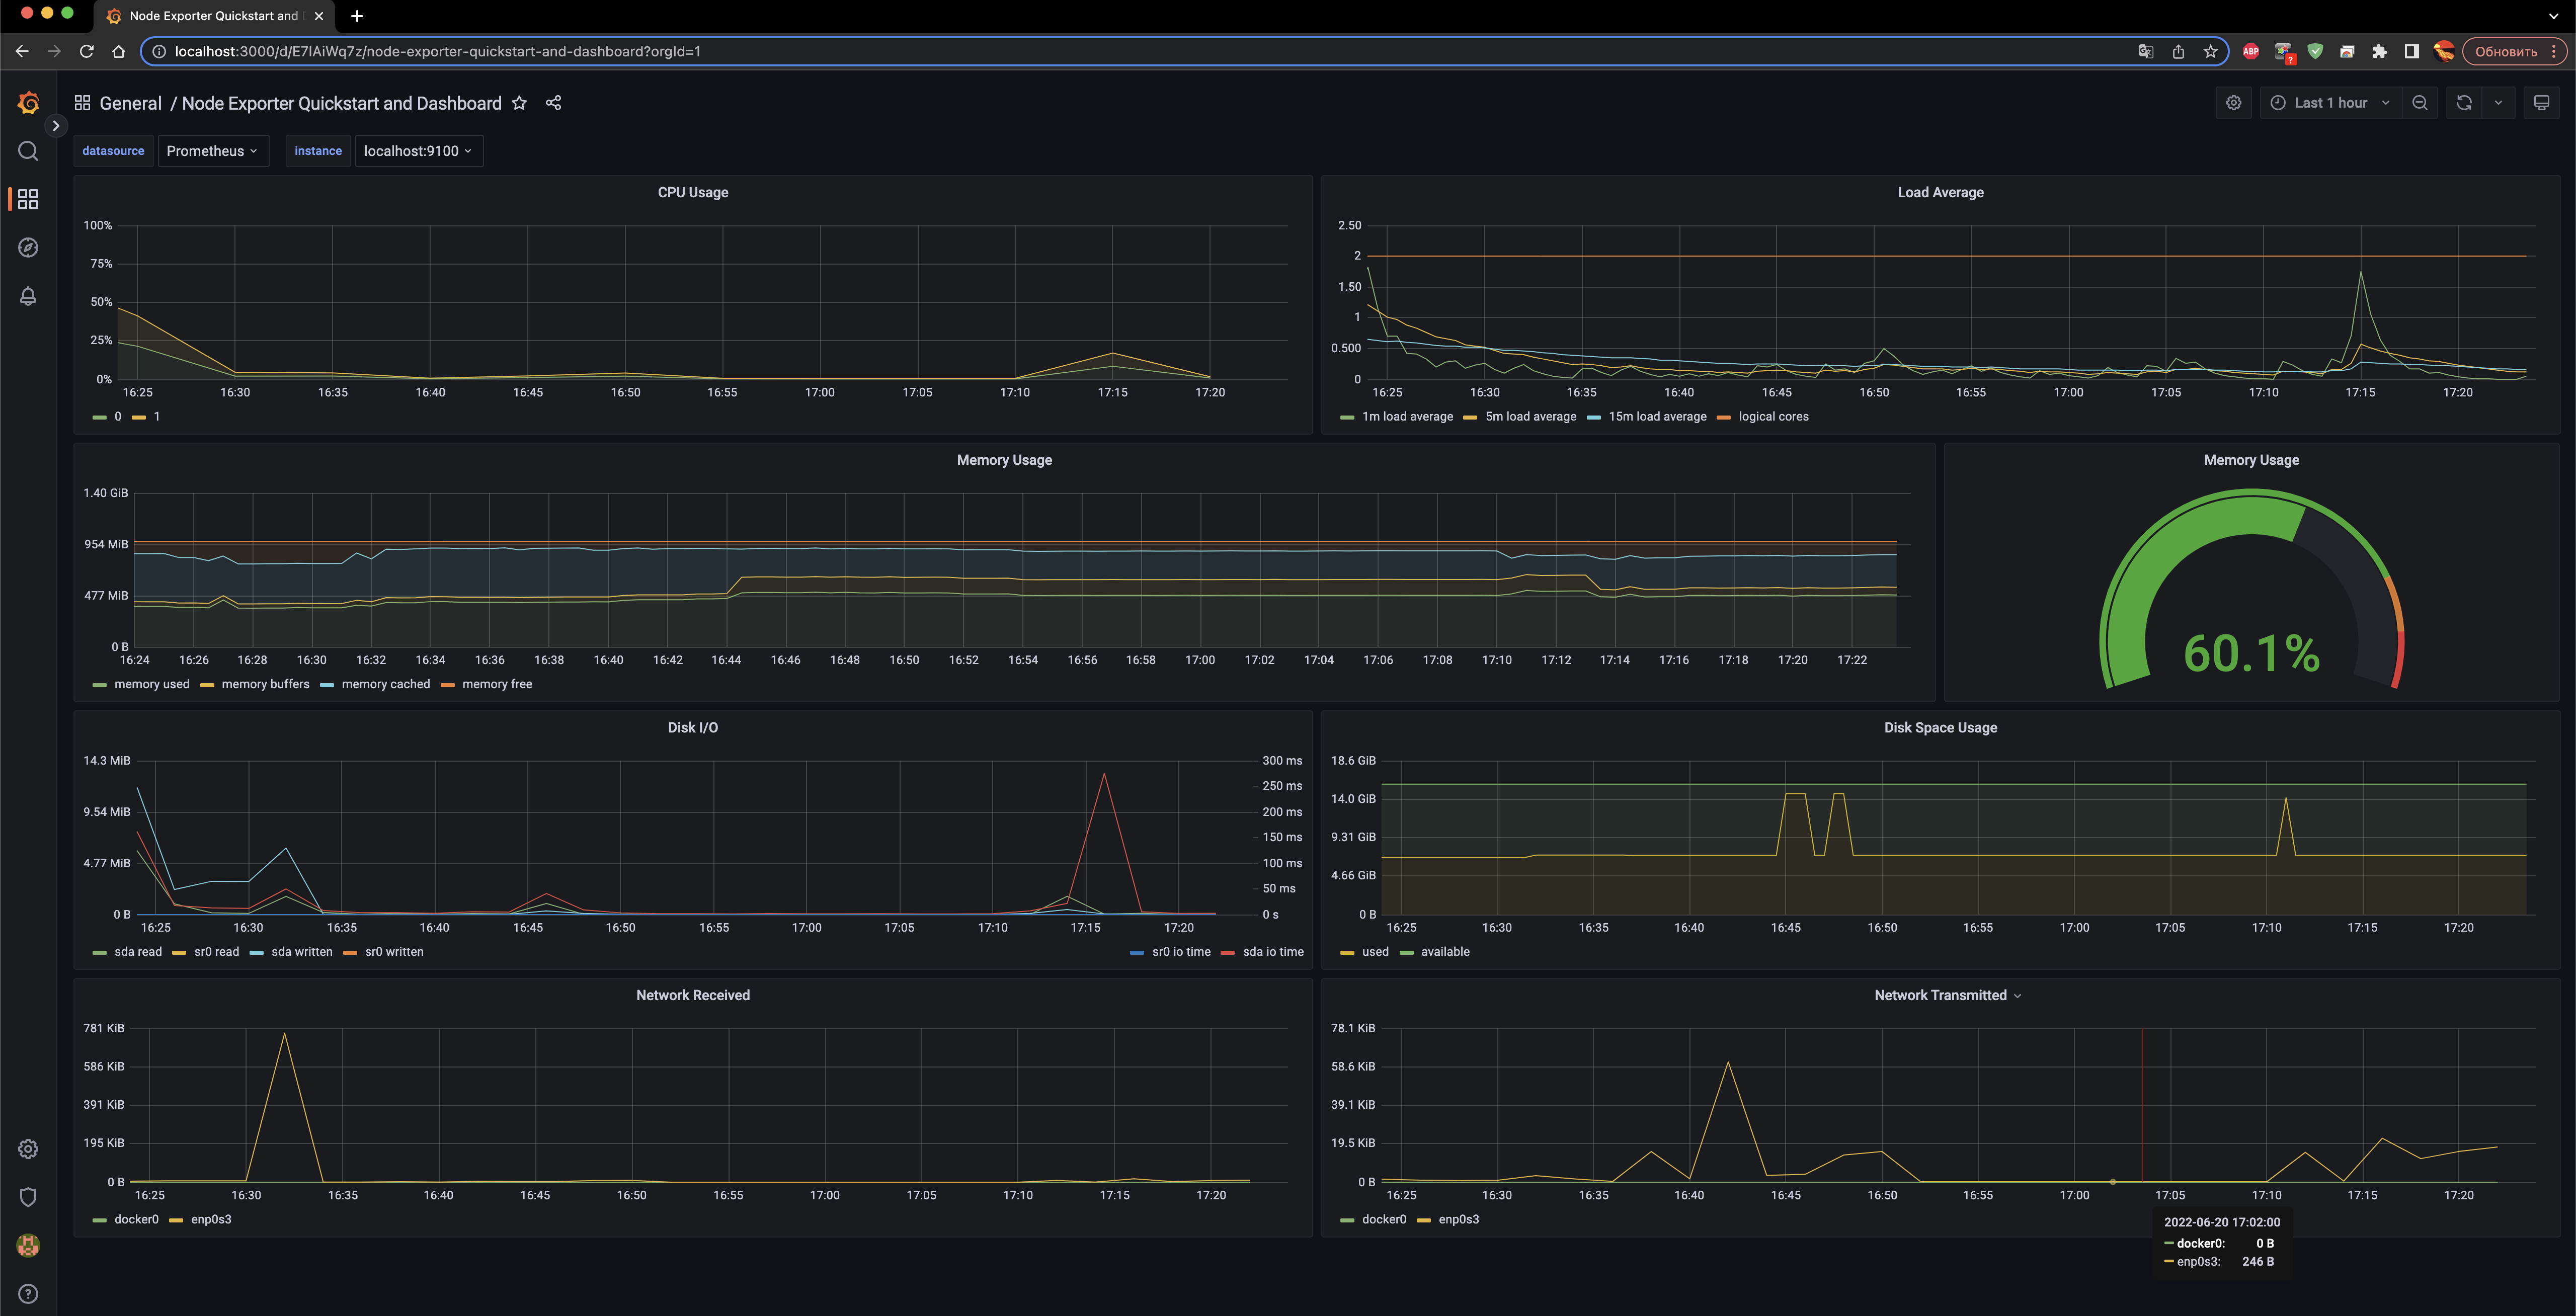 Node Exporter Quickstart and D
localhost:3000/d/E7IAiWq7z/node-exporter-quickstart-and-dashboard?orgId=1
ABP
?
Обновить
General / Node Exporter Quickstart and Dashboard
Last 1 hour
datasource Prometheus instance localhost:9100
CPU Usage
100%
75%
50%
25%
0%
16:25 16:30 16:35 16:40 16:45 16:50 16:55 17:00 17:05 17:10 17:15 17:20
0 1
Load Average
2.50
2
1.50
1
0.500
0
16:25 16:30 16:35 16:40 16:45 16:50 16:55 17:00 17:05 17:10 17:15 17:20
1m load average 5m load average 15m load average logical cores
Memory Usage
1.40 GiB
954 MiB
477 MiB
0 B
16:24 16:26 16:28 16:30 16:32 16:34 16:36 16:38 16:40 16:42 16:44 16:46 16:48 16:50 16:52 16:54 16:56 16:58 17:00 17:02 17:04 17:06 17:08 17:10 17:12 17:14 17:16 17:18 17:20 17:22
memory used memory buffers memory cached memory free
Memory Usage
60.1%
Disk I/O
14.3 MiB
9.54 MiB
4.77 MiB
0 B
300 ms
250 ms
200 ms
150 ms
100 ms
50 ms
0 s
16:25 16:30 16:35 16:40 16:45 16:50 16:55 17:00 17:05 17:10 17:15 17:20
sda read sr0 read sda written sr0 written sr0 io time sda io time
Disk Space Usage
18.6 GiB
14.0 GiB
9.31 GiB
4.66 GiB
0 B
16:25 16:30 16:35 16:40 16:45 16:50 16:55 17:00 17:05 17:10 17:15 17:20
used available
Network Received
781 KiB
586 KiB
391 KiB
195 KiB
0 B
16:25 16:30 16:35 16:40 16:45 16:50 16:55 17:00 17:05 17:10 17:15 17:20
docker0 enp0s3
Network Transmitted
78.1 KiB
58.6 KiB
39.1 KiB
19.5 KiB
0 B
16:25 16:30 16:35 16:40 16:45 16:50 16:55 17:00 17:05 17:10 17:15 17:20
docker0 enp0s3
2022-06-20 17:02:00
docker0: 0 B
enp0s3: 246 B